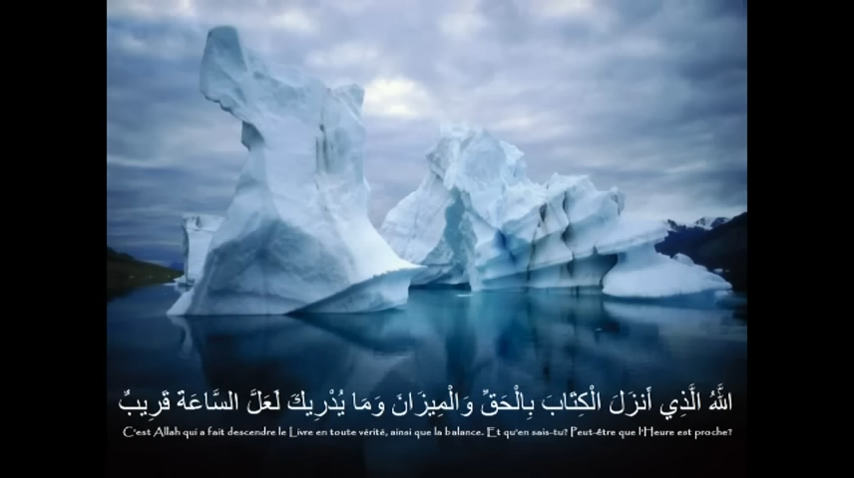 اللَّهُ الَّذِي أَنزَلَ الْكِتَابَ بِالْحَقِّ وَالْمِيزَانَ وَمَا يُدْرِيكَ لَعَلَّ السَّاعَةَ قَرِيبٌ
C'est Allah qui a fait descendre le Livre en toute vérité, ainsi que la balance. Et qu'en sais-tu? Peut-être que l'Heure est proche?